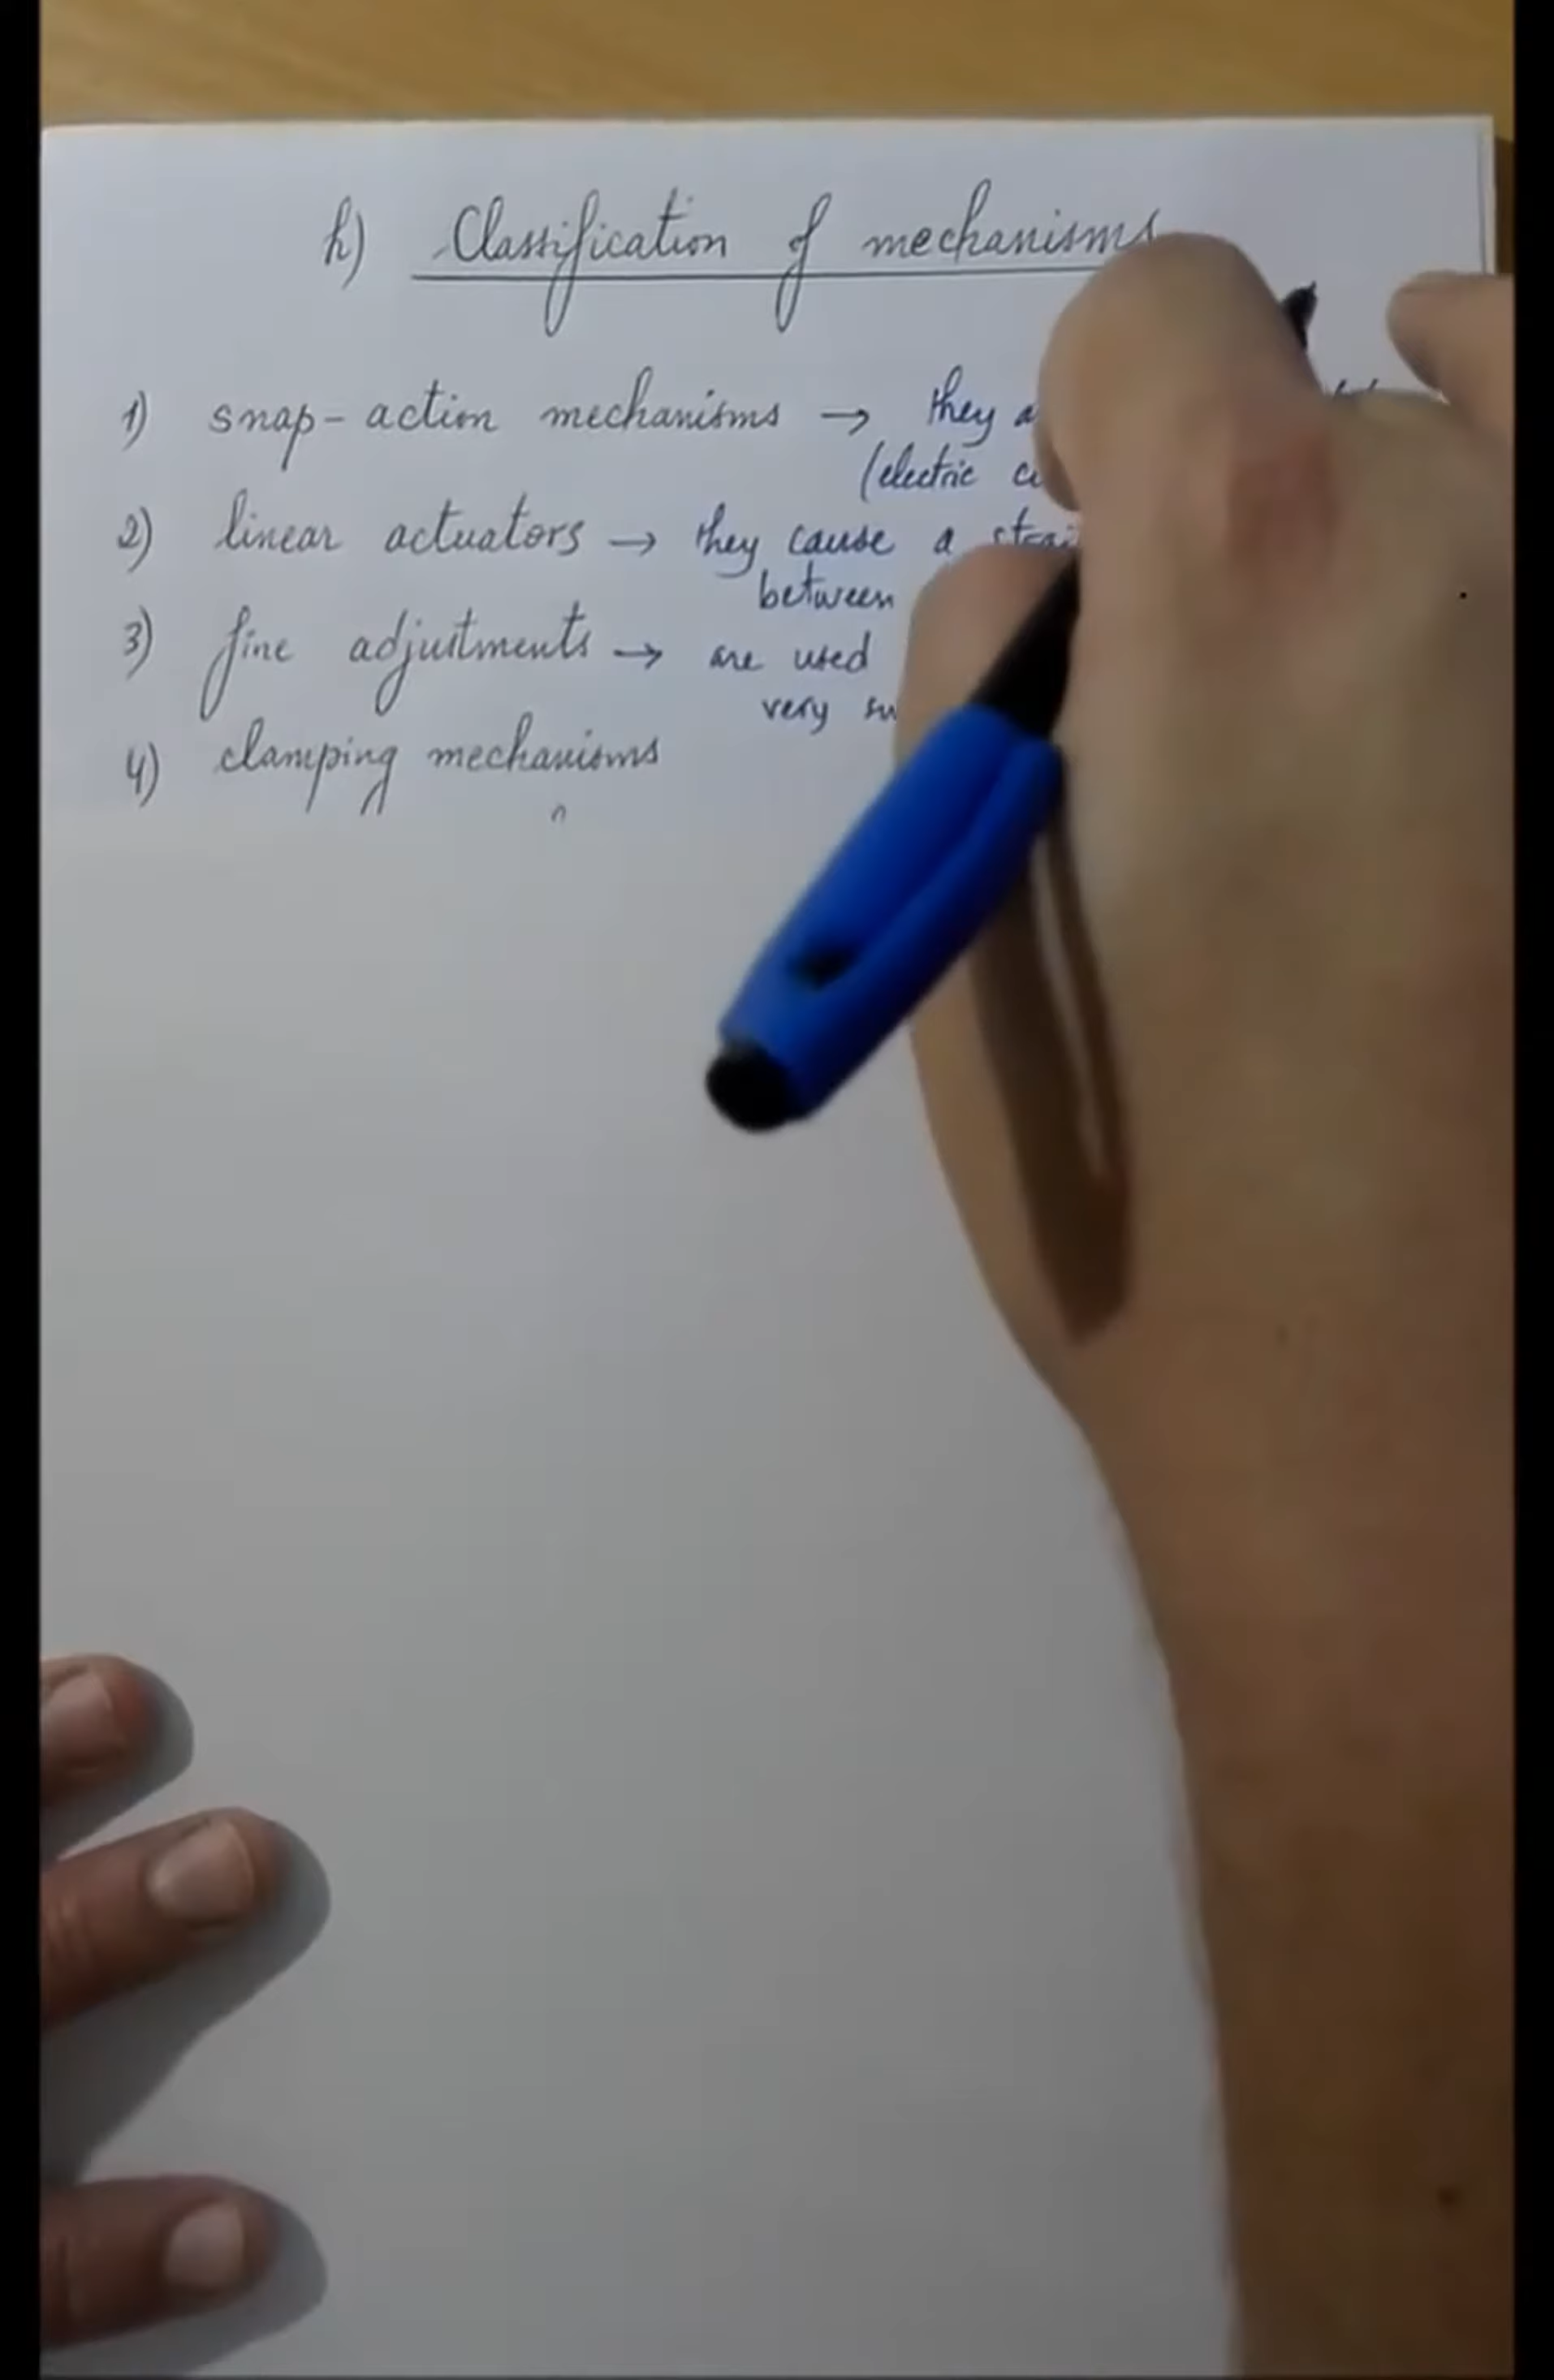 h) Classification of mechanisms
1) snap-action mechanisms → they
(electric
2) linear actuators → they cause a
between
3) fine adjustments → are used
very
4) clamping mechanisms